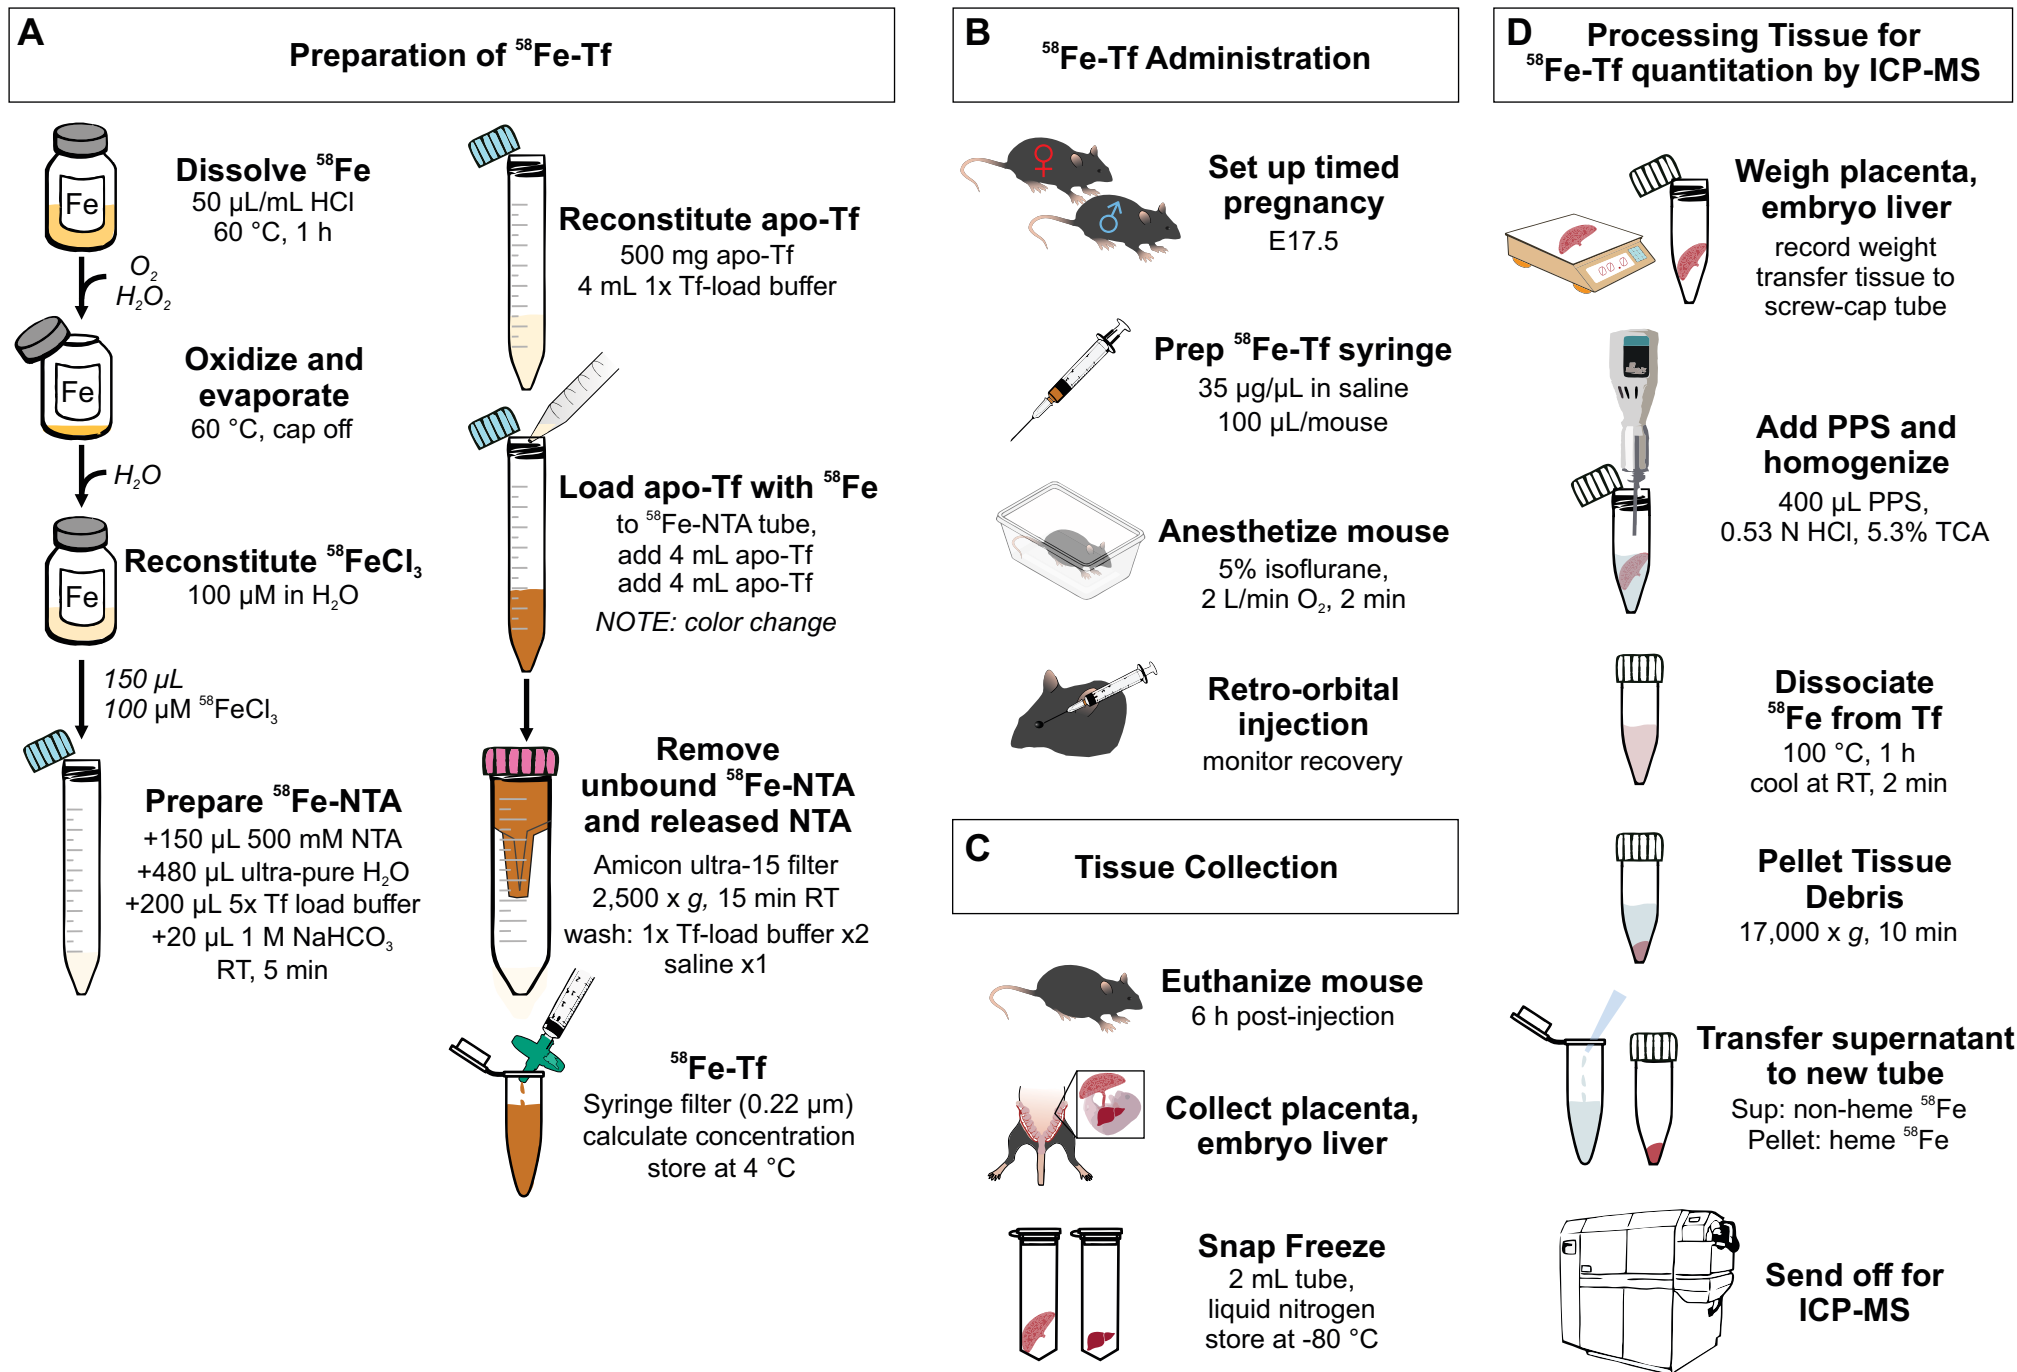 A
Preparation of ⁵⁸Fe-Tf
Fe
Dissolve ⁵⁸Fe
50 µL/mL HCl
60 °C, 1 h
O₂
H₂O₂
Fe
Oxidize and
evaporate
60 °C, cap off
H₂O
Fe
Reconstitute ⁵⁸FeCl₃
100 µM in H₂O
150 µL
100 µM ⁵⁸FeCl₃
Prepare ⁵⁸Fe-NTA
+150 µL 500 mM NTA
+480 µL ultra-pure H₂O
+200 µL 5x Tf load buffer
+20 µL 1 M NaHCO₃
RT, 5 min
Reconstitute apo-Tf
500 mg apo-Tf
4 mL 1x Tf-load buffer
Load apo-Tf with ⁵⁸Fe
to ⁵⁸Fe-NTA tube,
add 4 mL apo-Tf
add 4 mL apo-Tf
NOTE: color change
Remove
unbound ⁵⁸Fe-NTA
and released NTA
Amicon ultra-15 filter
2,500 x g, 15 min RT
wash: 1x Tf-load buffer x2
saline x1
⁵⁸Fe-Tf
Syringe filter (0.22 µm)
calculate concentration
store at 4 °C
B
⁵⁸Fe-Tf Administration
♀
♂
Set up timed
pregnancy
E17.5
Prep ⁵⁸Fe-Tf syringe
35 µg/µL in saline
100 µL/mouse
Anesthetize mouse
5% isoflurane,
2 L/min O₂, 2 min
Retro-orbital
injection
monitor recovery
C
Tissue Collection
Euthanize mouse
6 h post-injection
Collect placenta,
embryo liver
Snap Freeze
2 mL tube,
liquid nitrogen
store at -80 °C
D
Processing Tissue for
⁵⁸Fe-Tf quantitation by ICP-MS
00.0
Weigh placenta,
embryo liver
record weight
transfer tissue to
screw-cap tube
Add PPS and
homogenize
400 µL PPS,
0.53 N HCl, 5.3% TCA
Dissociate
⁵⁸Fe from Tf
100 °C, 1 h
cool at RT, 2 min
Pellet Tissue
Debris
17,000 x g, 10 min
Transfer supernatant
to new tube
Sup: non-heme ⁵⁸Fe
Pellet: heme ⁵⁸Fe
Send off for
ICP-MS